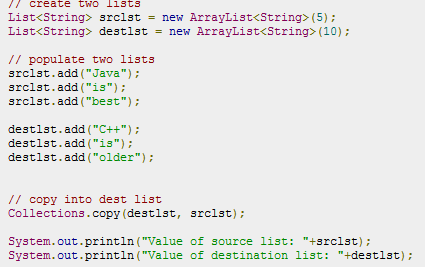 // create two lists
List<String> srclst = new ArrayList<String>(5);
List<String> destlst = new ArrayList<String>(10);
// populate two lists
srclst.add("Java");
srclst.add("is");
srclst.add("best");
destlst.add("C++");
destlst.add("is");
destlst.add("older");
// copy into dest list
Collections.copy(destlst, srclst);
System.out.println("Value of source list: "+srclst);
System.out.println("Value of destination list: "+destlst);